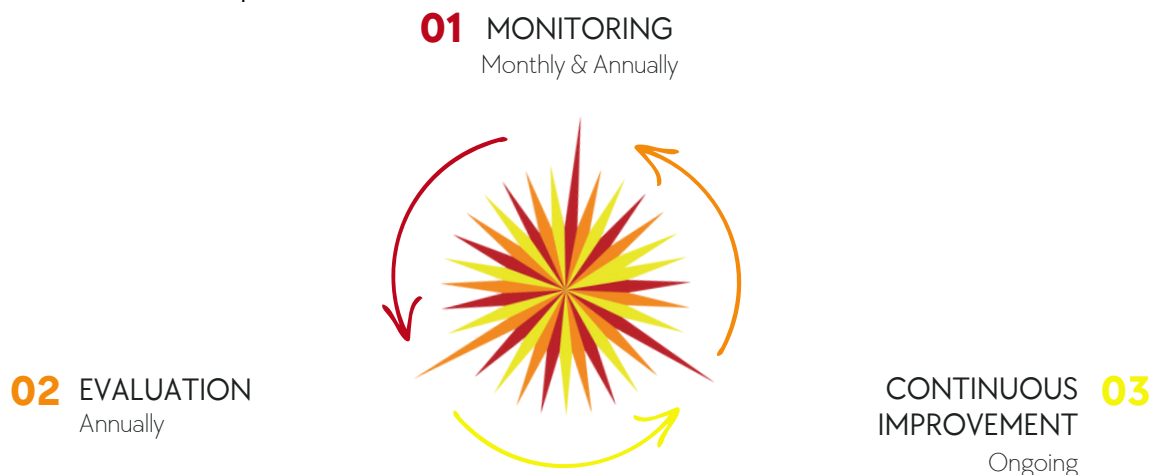 01 MONITORING
Monthly & Annually
02 EVALUATION
Annually
CONTINUOUS 03
IMPROVEMENT
Ongoing